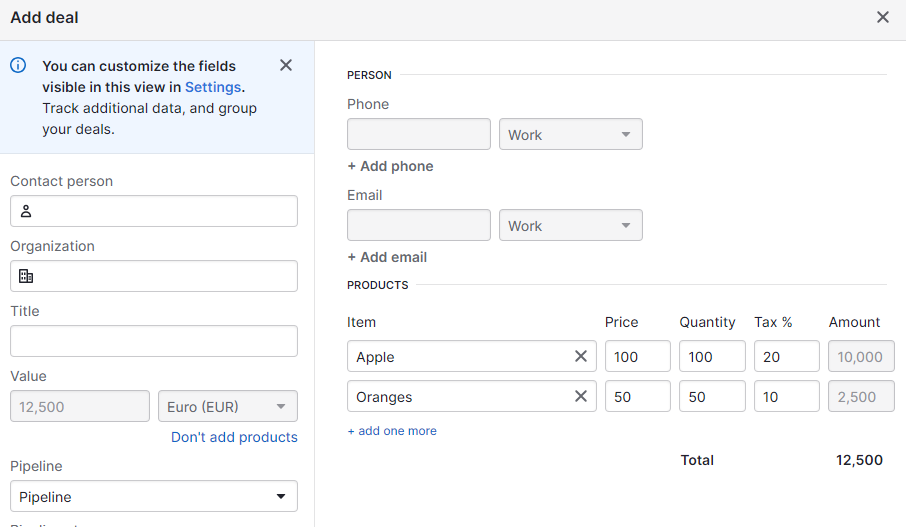 Add deal
You can customize the fields
visible in this view in Settings.
Track additional data, and group
your deals.
Contact person
Organization
Title
Value
12,500 Euro (EUR)
Don't add products
Pipeline
Pipeline
PERSON
Phone
Work
+ Add phone
Email
Work
+ Add email
PRODUCTS
Item Price Quantity Tax % Amount
Apple 100 100 20 10,000
Oranges 50 50 10 2,500
+ add one more
Total 12,500